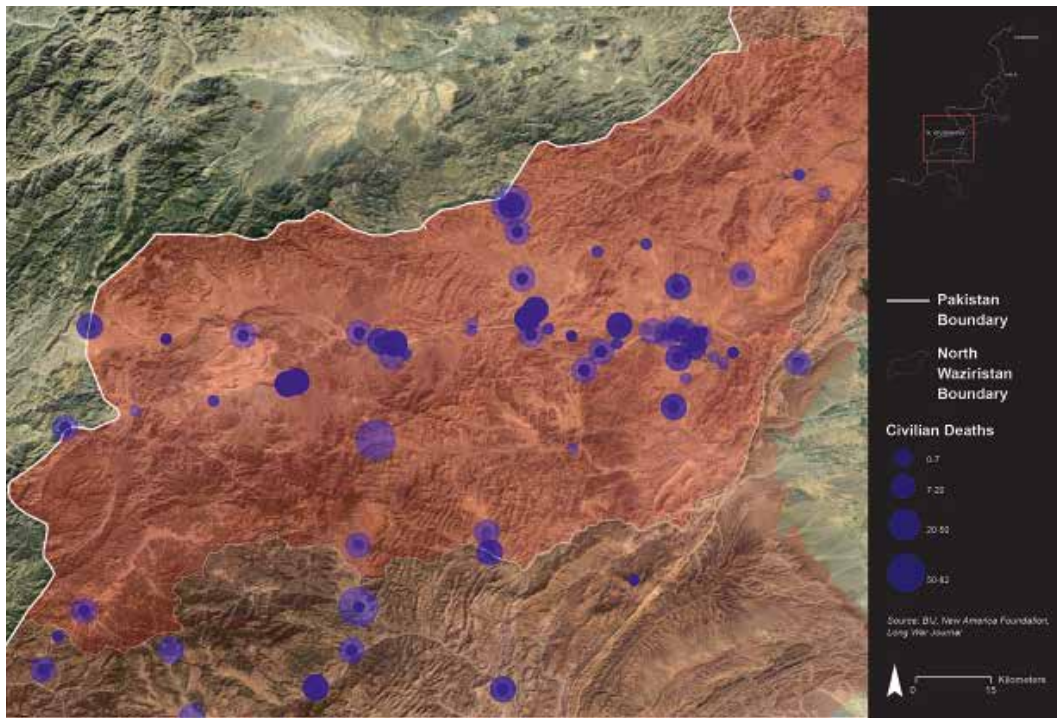 Pakistan
Boundary
North
Waziristan
Boundary
Civilian Deaths
0-7
7-20
20-50
50-82
Source: BIJ, New America Foundation,
Long War Journal
Kilometers
0 15